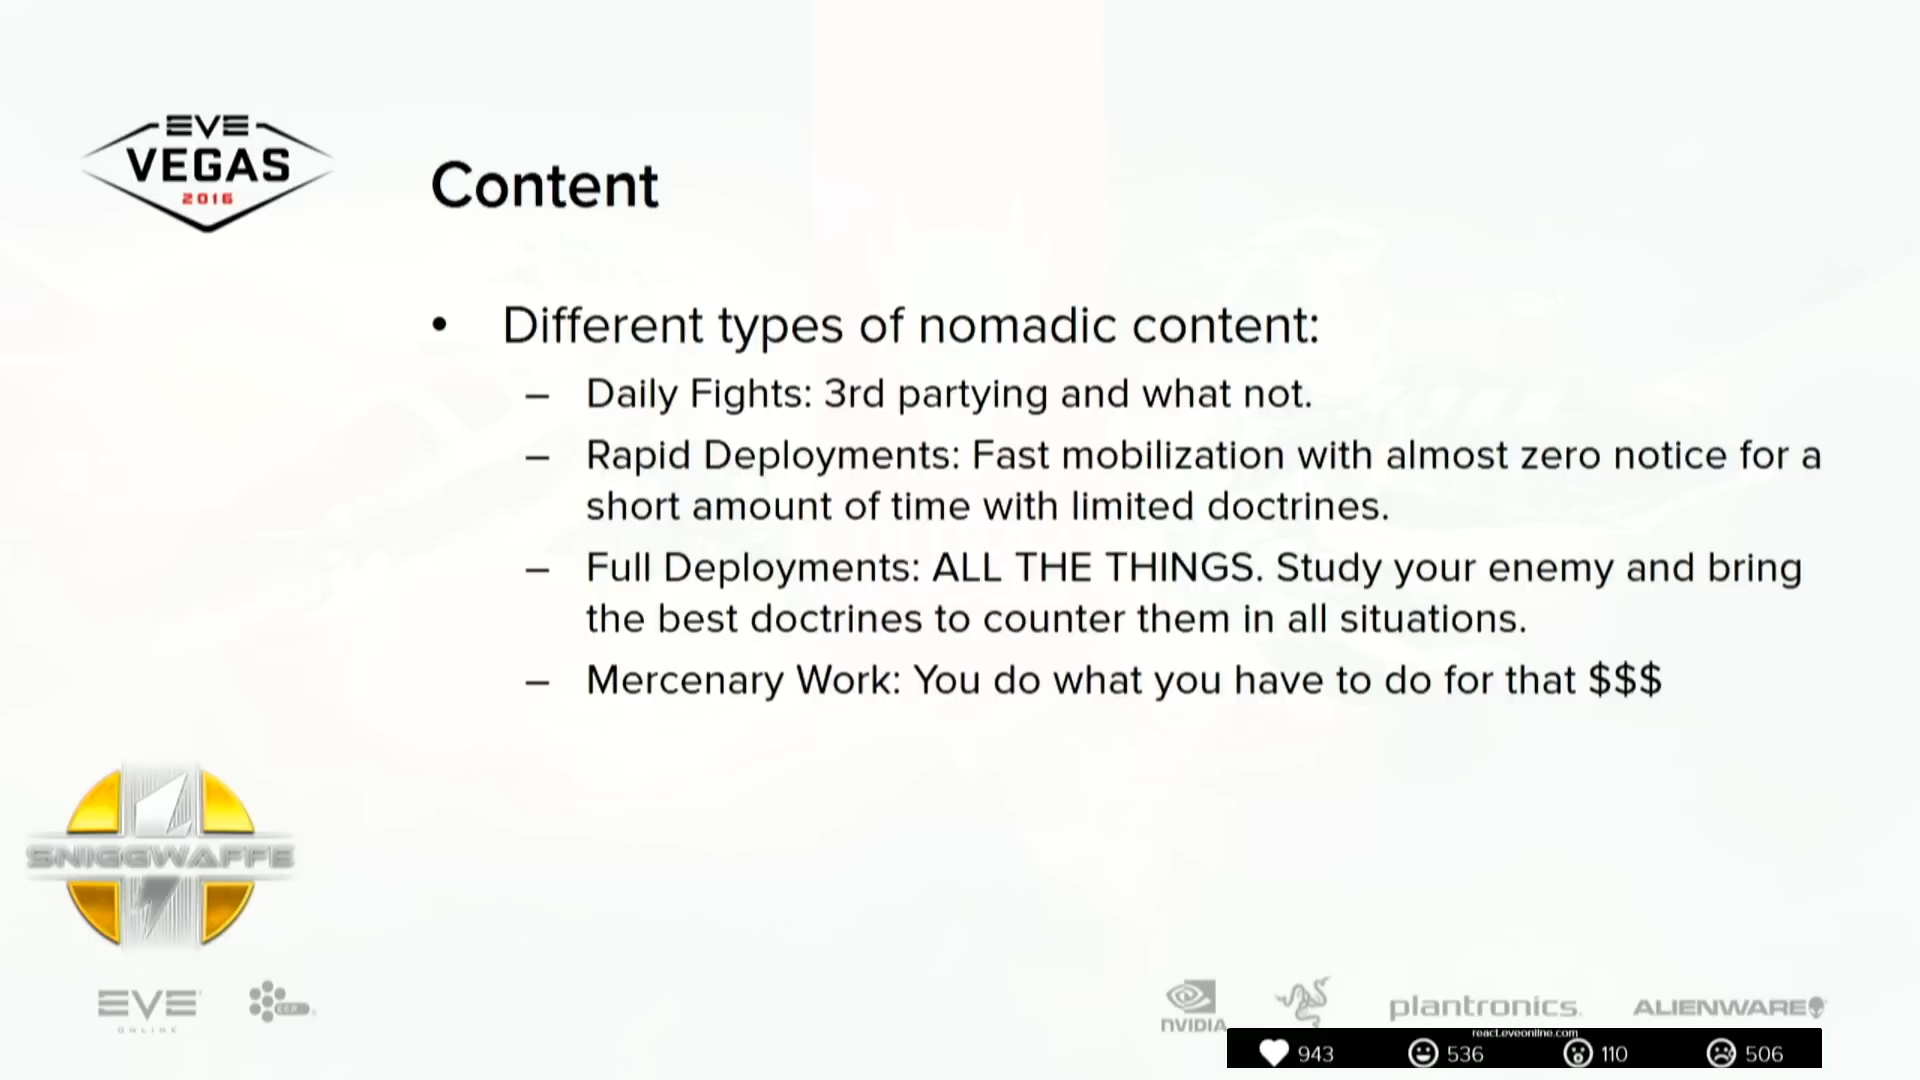 EVE
VEGAS
2016
Content
• Different types of nomadic content:
– Daily Fights: 3rd partying and what not.
– Rapid Deployments: Fast mobilization with almost zero notice for a
short amount of time with limited doctrines.
– Full Deployments: ALL THE THINGS. Study your enemy and bring
the best doctrines to counter them in all situations.
– Mercenary Work: You do what you have to do for that $$$
SNIGGWAFFE
EVE
ONLINE
CCP
NVIDIA
plantronics.
ALIENWARE
react.eveonline.com
943 536 110 506